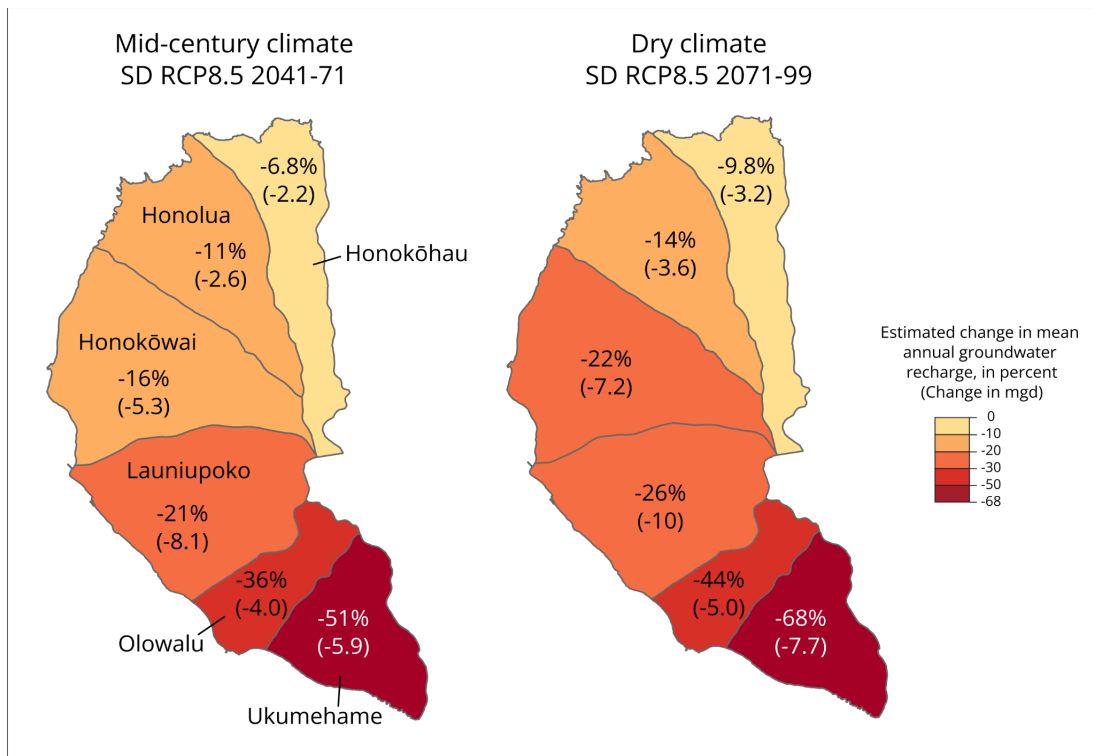 Mid-century climate
SD RCP8.5 2041-71
-6.8%
(-2.2)
Honolua
-11%
(-2.6)
Honokōhau
Honokōwai
-16%
(-5.3)
Launiupoko
-21%
(-8.1)
-36%
(-4.0)
Olowalu
-51%
(-5.9)
Ukumehame
Dry climate
SD RCP8.5 2071-99
-9.8%
(-3.2)
-14%
(-3.6)
-22%
(-7.2)
-26%
(-10)
-44%
(-5.0)
-68%
(-7.7)
Estimated change in mean
annual groundwater
recharge, in percent
(Change in mgd)
0
-10
-20
-30
-50
-68